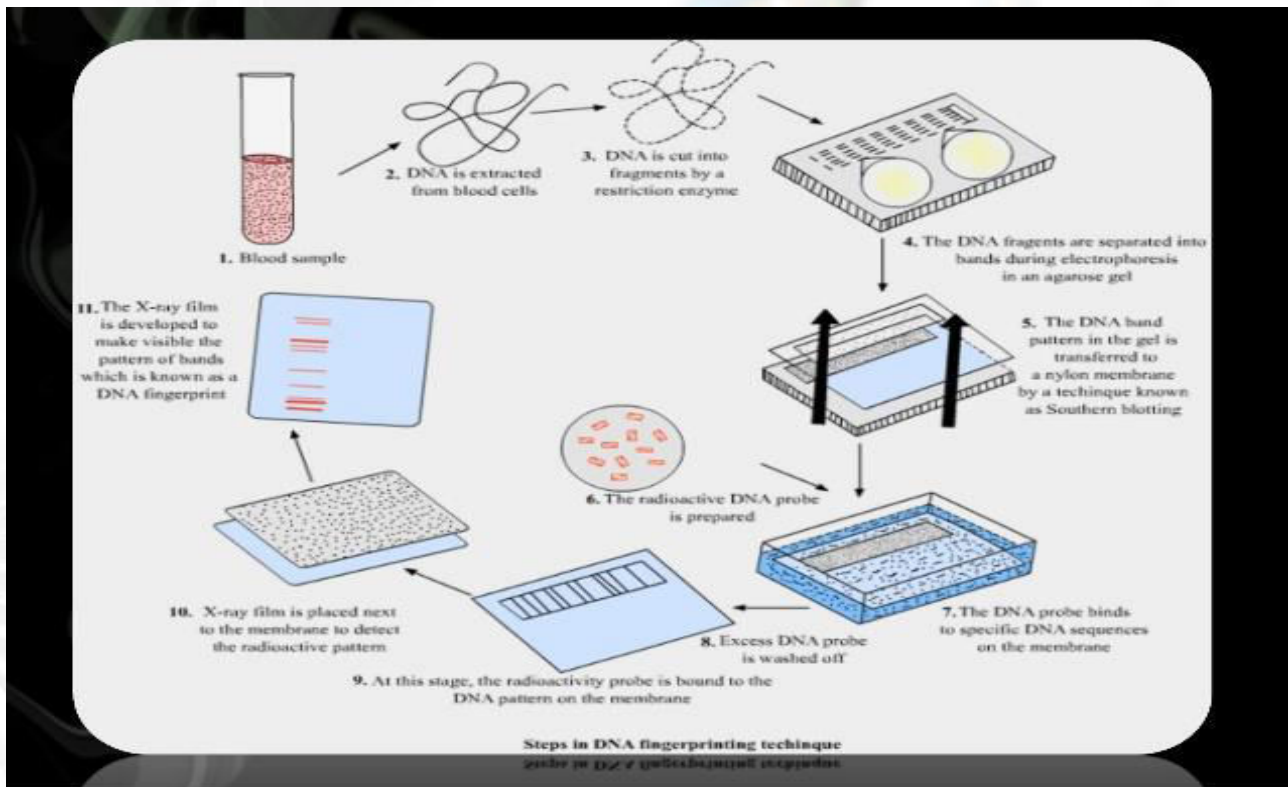 1. Blood sample
2. DNA is extracted
from blood cells
3. DNA is cut into
fragments by a
restriction enzyme
4. The DNA fragents are separated into
bands during electrophoresis
in an agarose gel
5. The DNA band
pattern in the gel is
transferred to
a nylon membrane
by a techinque known
as Southern blotting
6. The radioactive DNA probe
is prepared
7. The DNA probe binds
to specific DNA sequences
on the membrane
8. Excess DNA probe
is washed off
9. At this stage, the radioactivity probe is bound to the
DNA pattern on the membrane
10. X-ray film is placed next
to the membrane to detect
the radioactive pattern
11. The X-ray film
is developed to
make visible the
pattern of bands
which is known as a
DNA fingerprint
Steps in DNA fingerprinting techinque